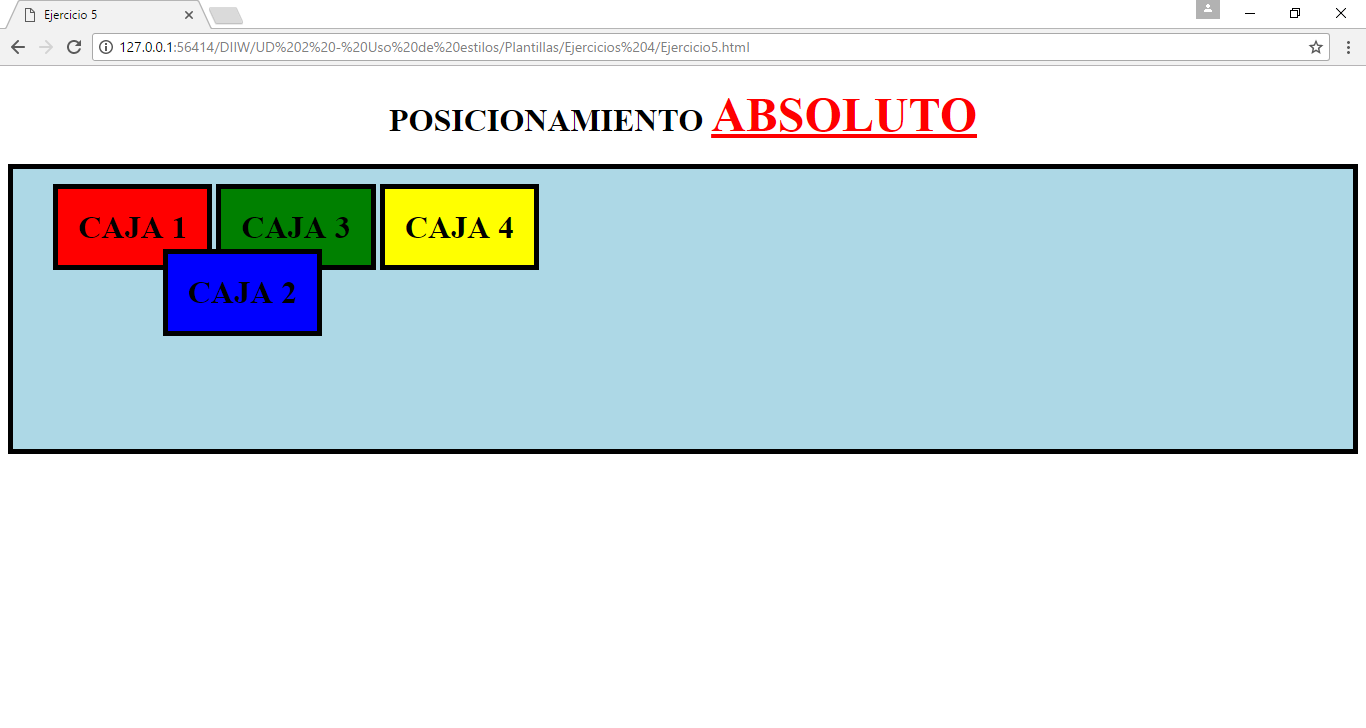 Ejercicio 5
127.0.0.1:56414/DIIW/UD%202%20-%20Uso%20de%20estilos/Plantillas/Ejercicios%204/Ejercicio5.html
POSICIONAMIENTO ABSOLUTO
CAJA 1 CAJA 3 CAJA 4
CAJA 2